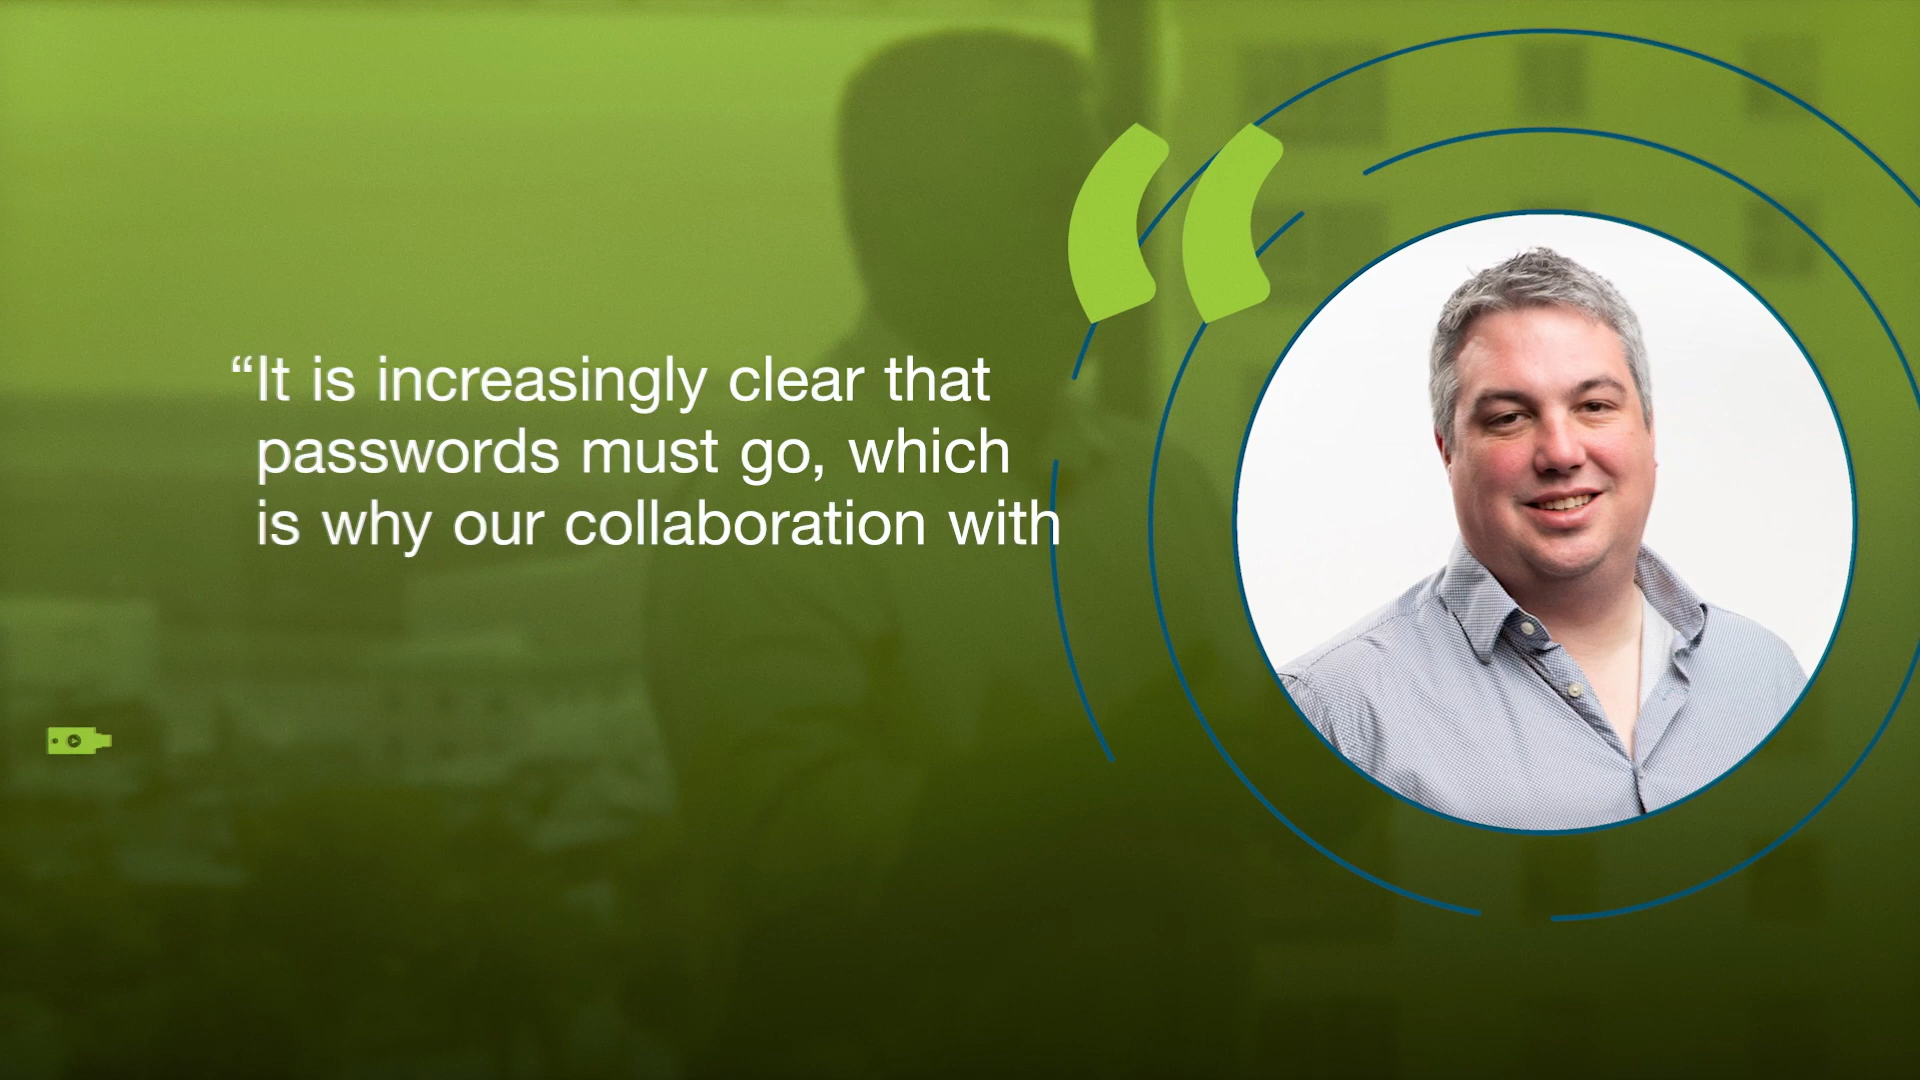 “It is increasingly clear that
passwords must go, which
is why our collaboration with